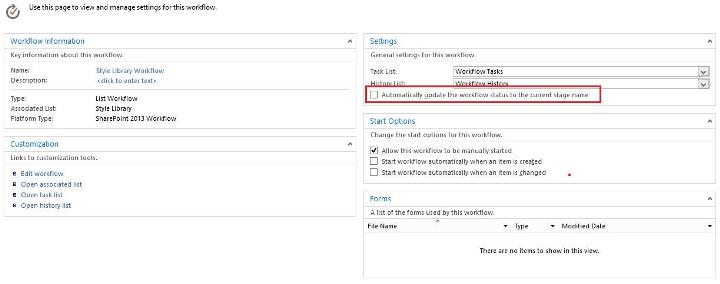 Use this page to view and manage settings for this workflow.
Workflow Information
Key information about this workflow.
Name: Style Library Workflow
Description: <click to enter text>
Type: List Workflow
Associated List: Style Library
Platform Type: SharePoint 2013 Workflow
Customization
Links to customization tools.
Edit workflow
Open associated list
Open task list
Open history list
Settings
General settings for this workflow.
Task List: Workflow Tasks
History List: Workflow History
Automatically update the workflow status to the current stage name
Start Options
Change the start options for this workflow.
Allow this workflow to be manually started
Start workflow automatically when an item is created
Start workflow automatically when an item is changed
Forms
A list of the forms used by this workflow.
File Name Type Modified Date
There are no items to show in this view.